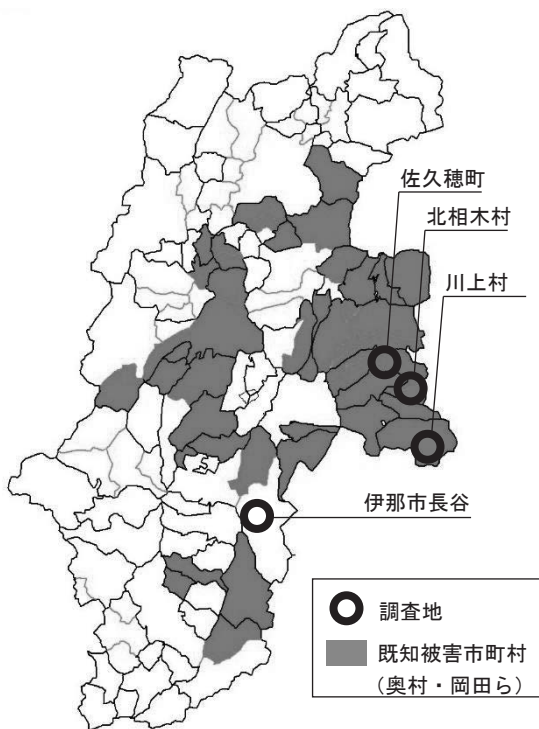 佐久穂町
北相木村
川上村
伊那市長谷
調査地
既知被害市町村
（奥村・岡田ら）